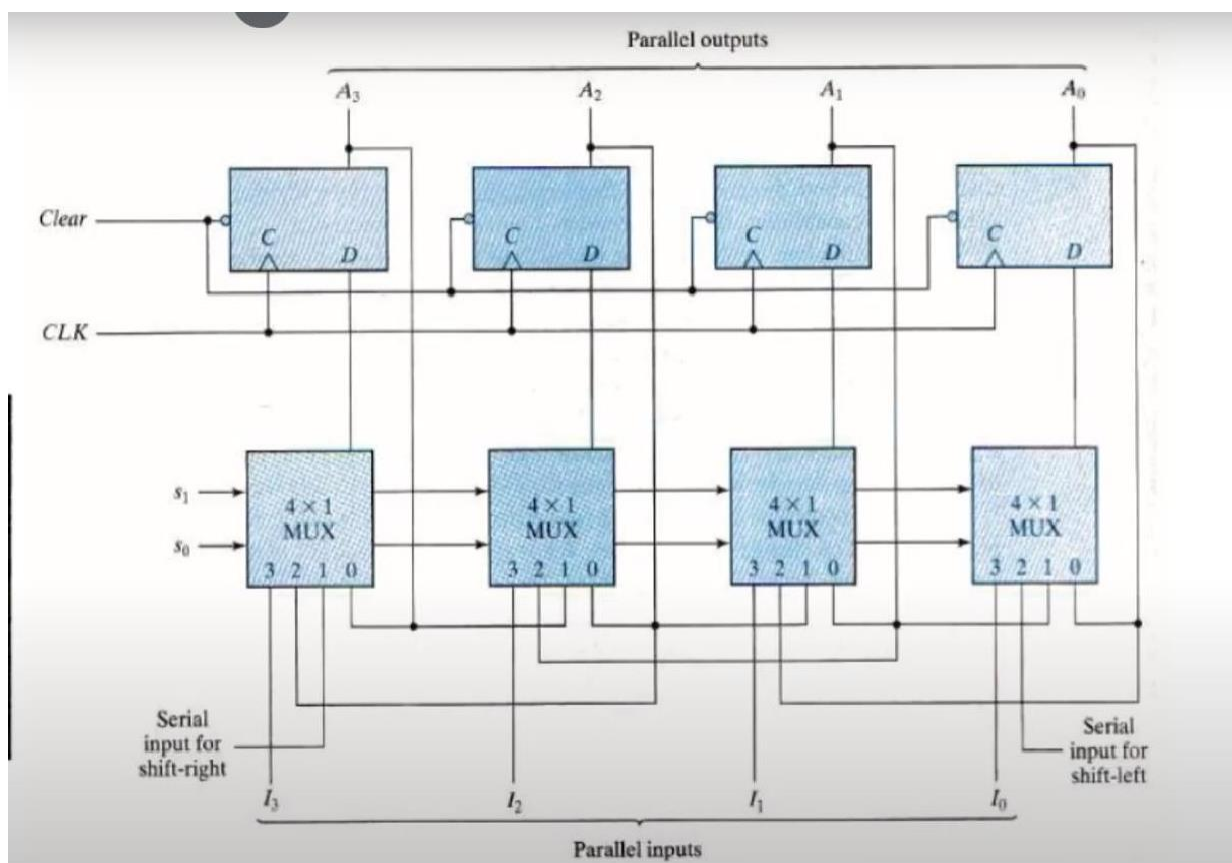 Parallel outputs
A₃ A₂ A₁ A₀
Clear
C D C D C D C D
CLK
s₁
s₀
4 × 1 MUX
4 × 1 MUX
4 × 1 MUX
4 × 1 MUX
3 2 1 0 3 2 1 0 3 2 1 0 3 2 1 0
Serial
input for
shift-right
Serial
input for
shift-left
I₃ I₂ I₁ I₀
Parallel inputs